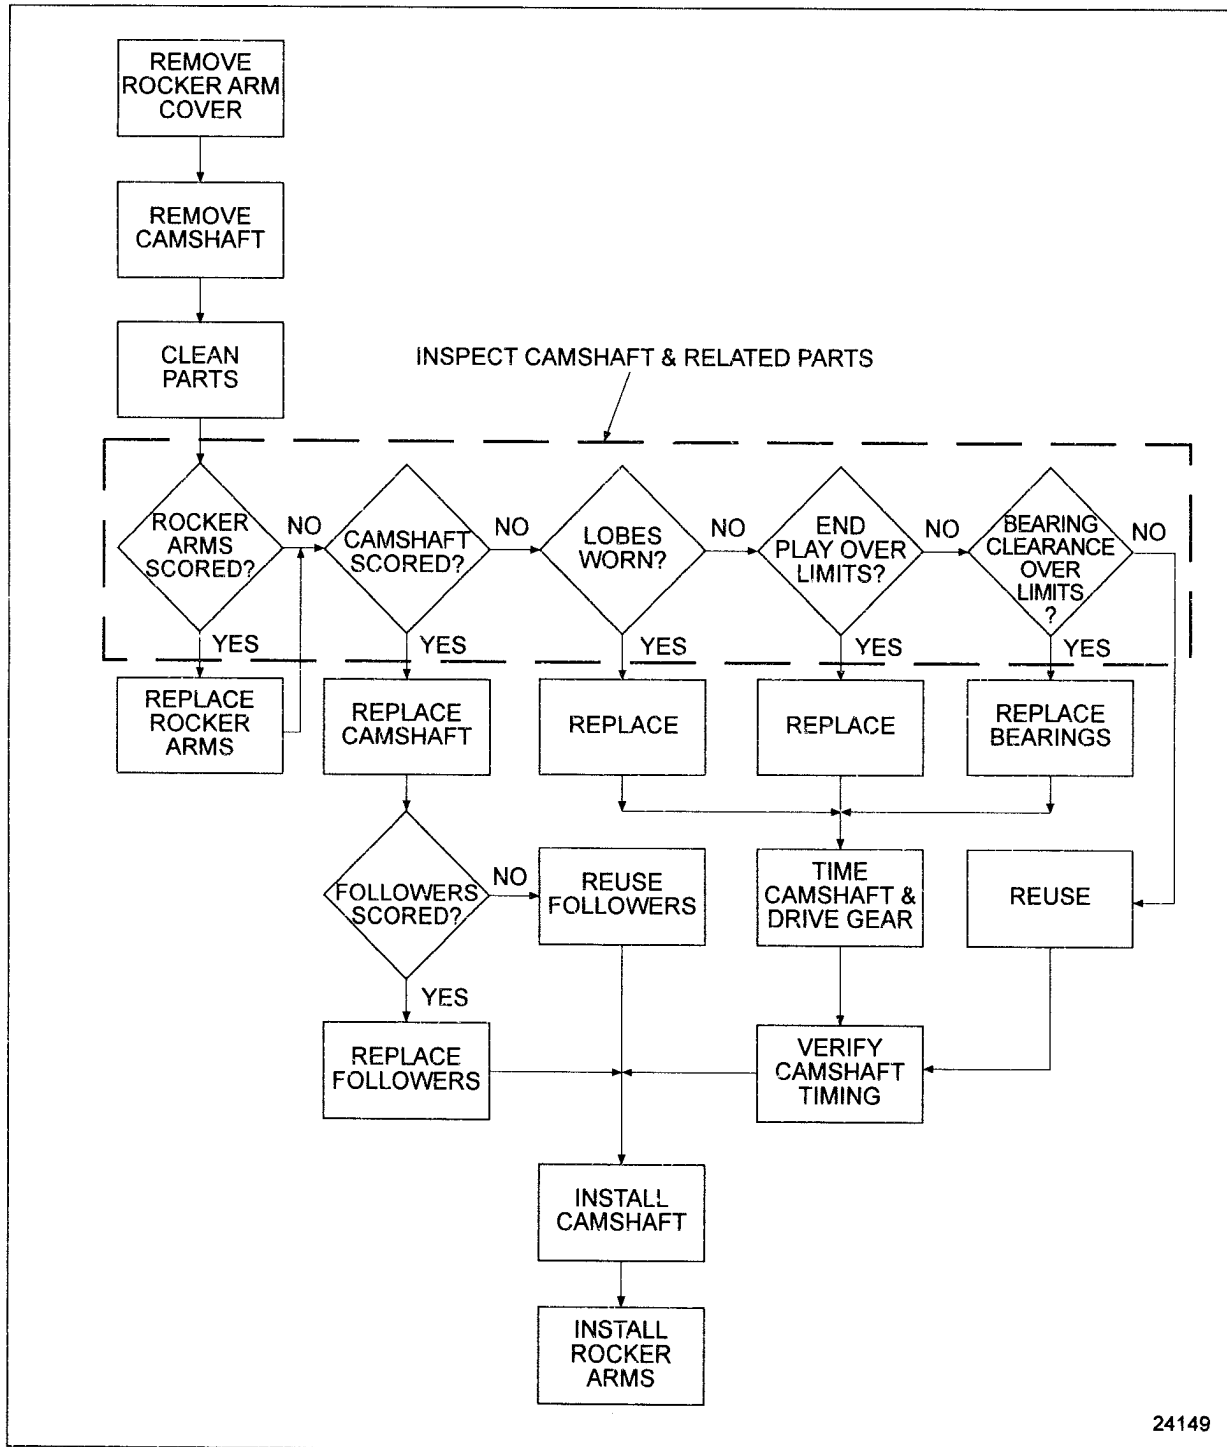 REMOVE
ROCKER ARM
COVER
REMOVE
CAMSHAFT
CLEAN
PARTS
INSPECT CAMSHAFT & RELATED PARTS
ROCKER
ARMS
SCORED?
NO
CAMSHAFT
SCORED?
NO
LOBES
WORN?
NO
END
PLAY OVER
LIMITS?
NO
BEARING
CLEARANCE
OVER
LIMITS
?
NO
YES
YES
YES
YES
YES
REPLACE
ROCKER
ARMS
REPLACE
CAMSHAFT
REPLACE
REPLACE
REPLACE
BEARINGS
FOLLOWERS
SCORED?
NO
REUSE
FOLLOWERS
TIME
CAMSHAFT &
DRIVE GEAR
REUSE
YES
REPLACE
FOLLOWERS
VERIFY
CAMSHAFT
TIMING
INSTALL
CAMSHAFT
INSTALL
ROCKER
ARMS
24149